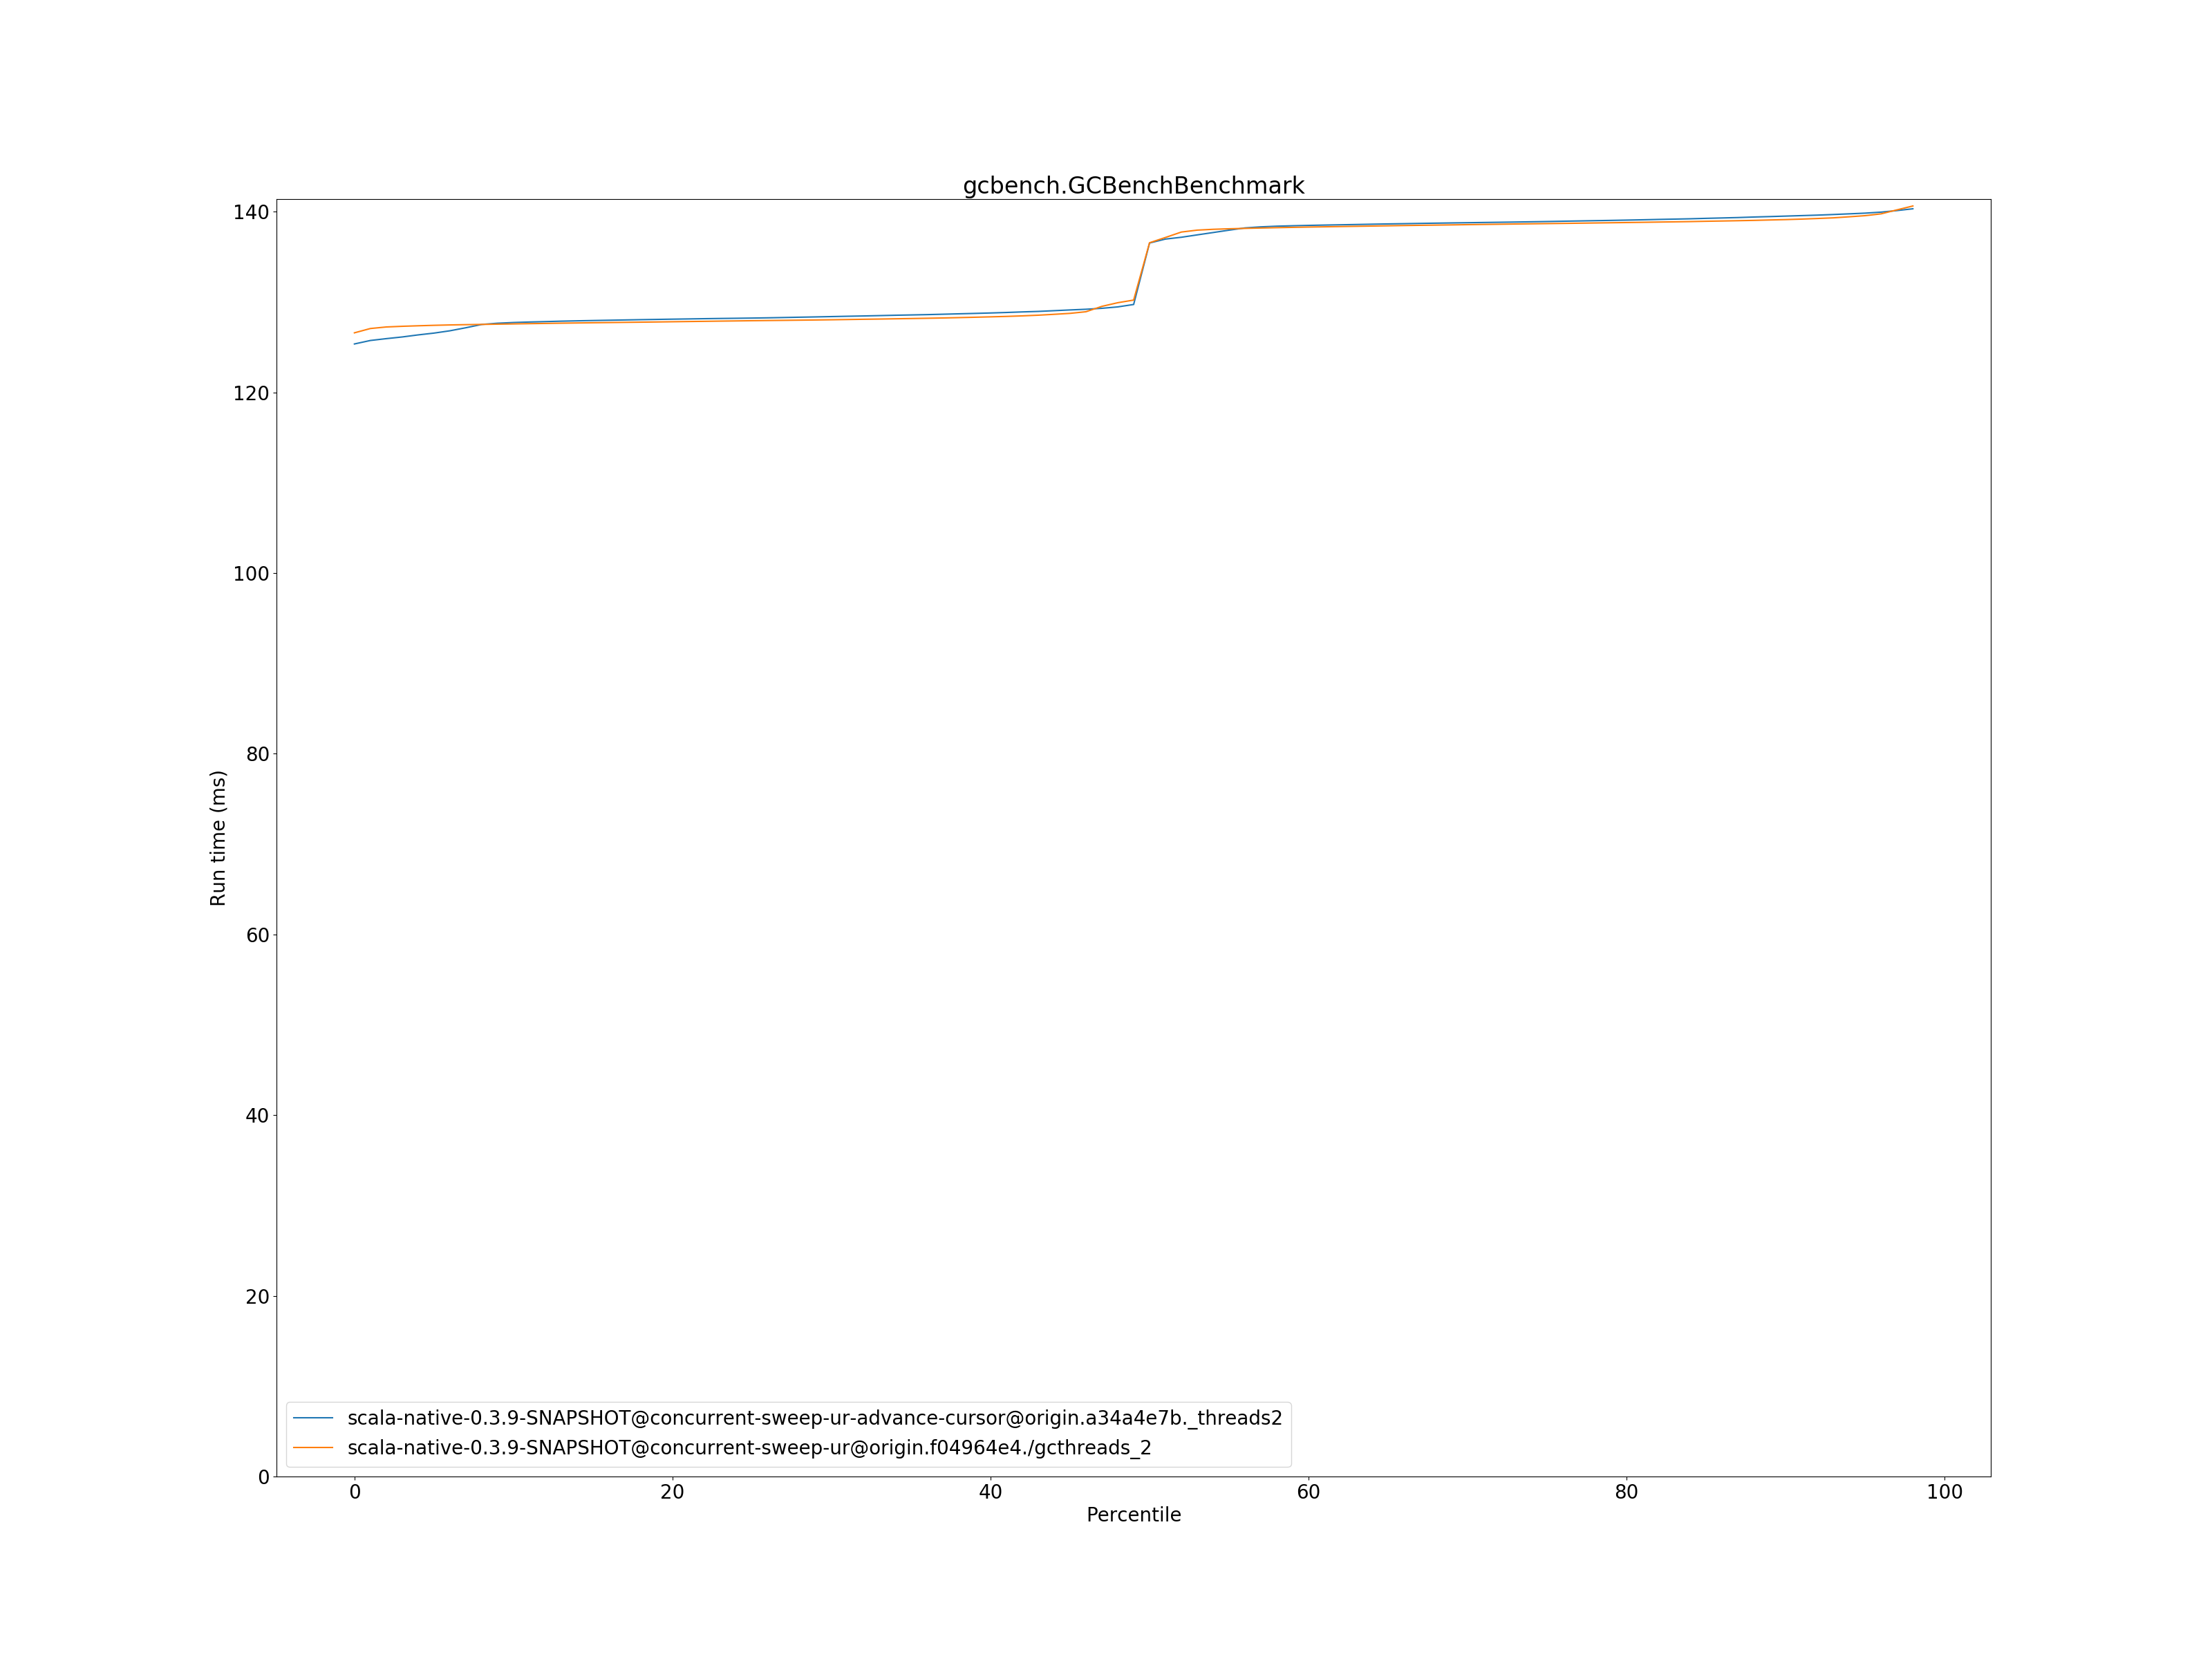 gcbench.GCBenchBenchmark
140
120
100
80
60
40
20
0
Run time (ms)
scala-native-0.3.9-SNAPSHOT@concurrent-sweep-ur-advance-cursor@origin.a34a4e7b._threads2
scala-native-0.3.9-SNAPSHOT@concurrent-sweep-ur@origin.f04964e4./gcthreads_2
0 20 40 60 80 100
Percentile